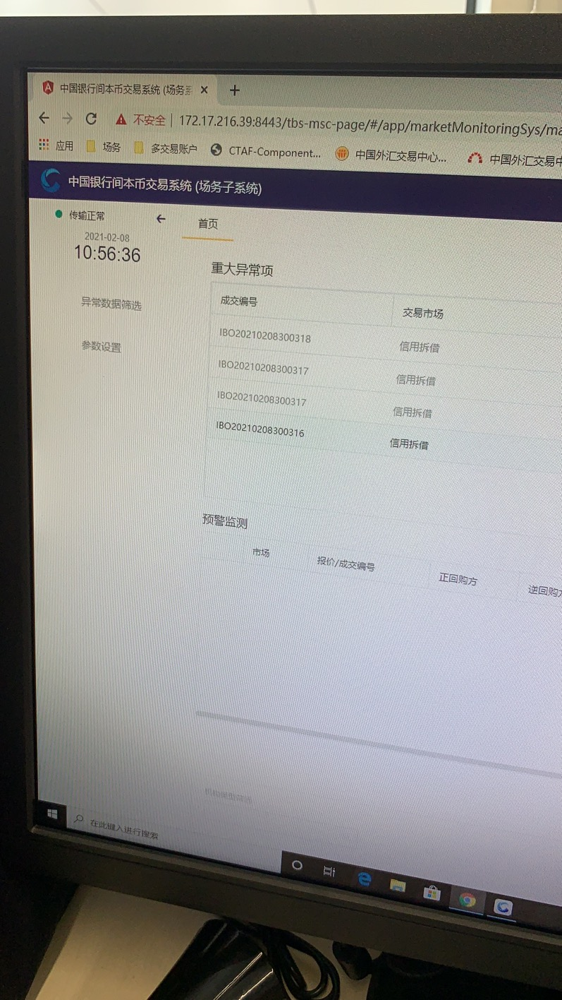 中国银行间本币交易系统 (场务
不安全 | 172.17.216.39:8443/tbs-msc-page/#/app/marketMonitoringSys/ma
应用 场务 多交易账户 CTAF-Component... 中国外汇交易中心... 中国外汇交易中
中国银行间本币交易系统 (场务子系统)
传输正常
2021-02-08
10:56:36
异常数据筛选
参数设置
首页
重大异常项
成交编号 交易市场
IBO20210208300318 信用拆借
IBO20210208300317 信用拆借
IBO20210208300317 信用拆借
IBO20210208300316 信用拆借
预警监测
市场 报价/成交编号 正回购方 逆回购方
在此键入进行搜索